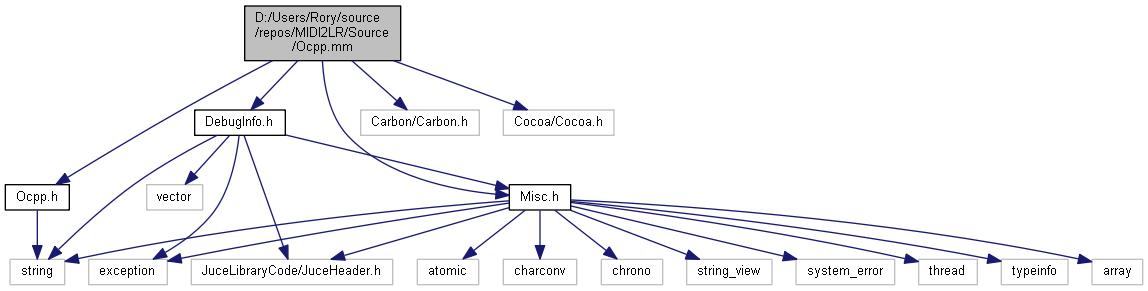 D:/Users/Rory/source
/repos/MIDI2LR/Source
/Ocpp.mm
DebugInfo.h
Carbon/Carbon.h
Cocoa/Cocoa.h
Ocpp.h
vector
Misc.h
string
exception
JuceLibraryCode/JuceHeader.h
atomic
charconv
chrono
string_view
system_error
thread
typeinfo
array